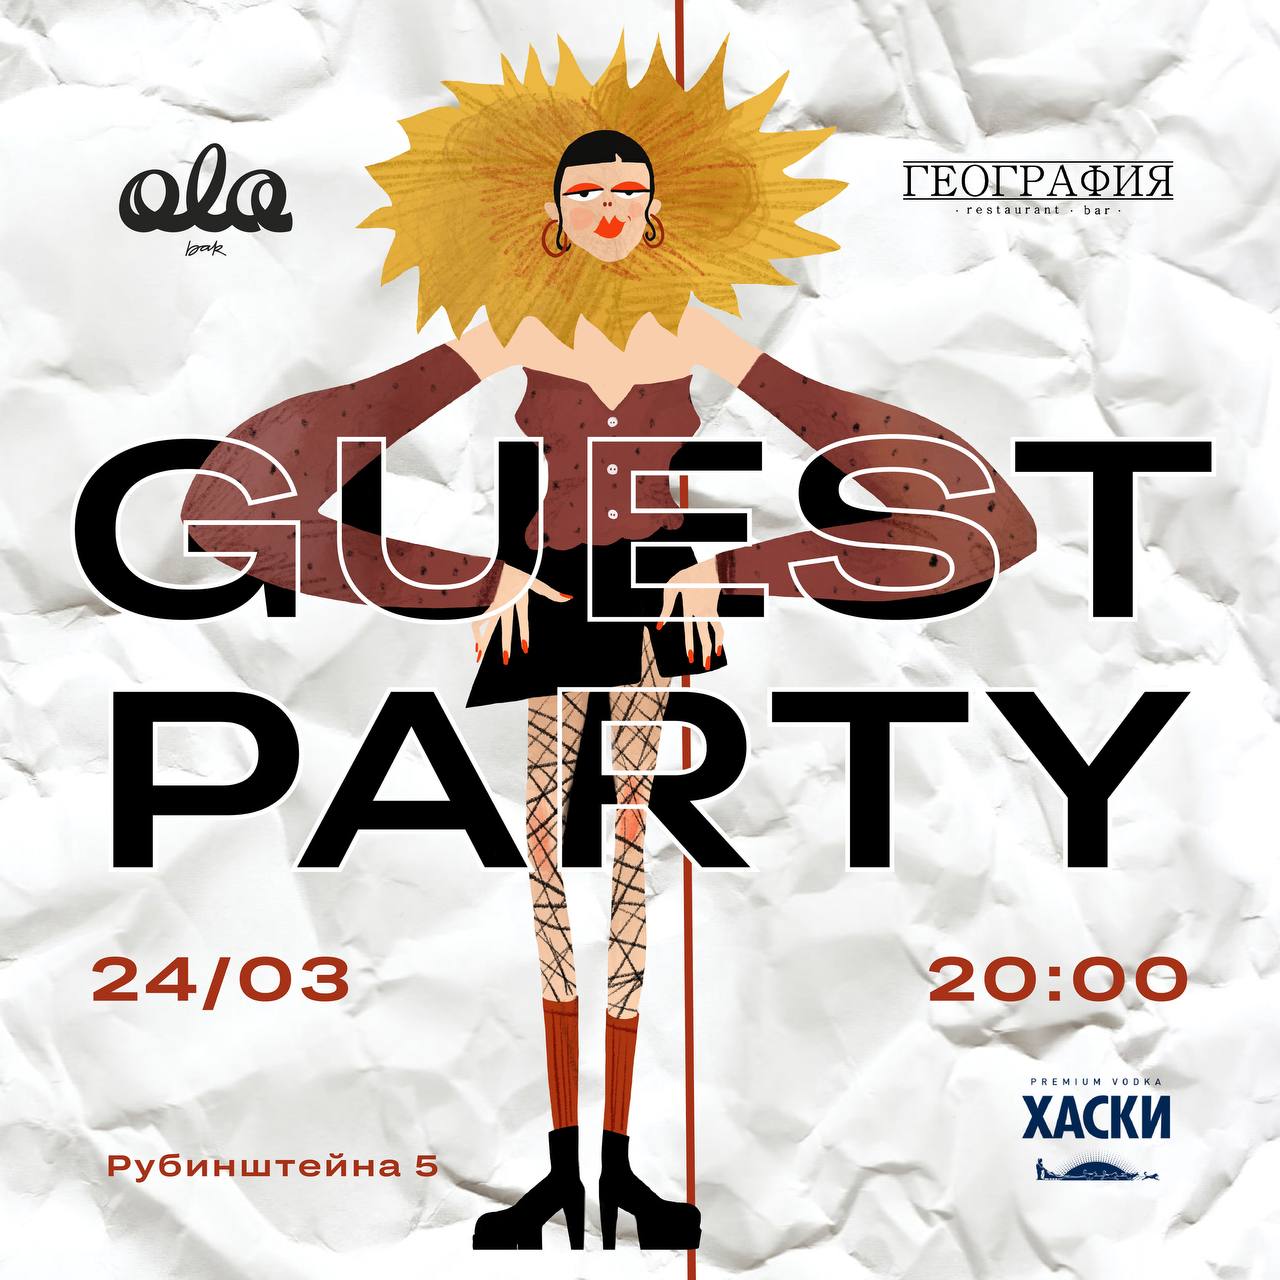 ola
bar
ГЕОГРАФИЯ
· restaurant · bar ·
GUEST
PARTY
24/03
20:00
PREMIUM VODKA
ХАСКИ
Рубинштейна 5